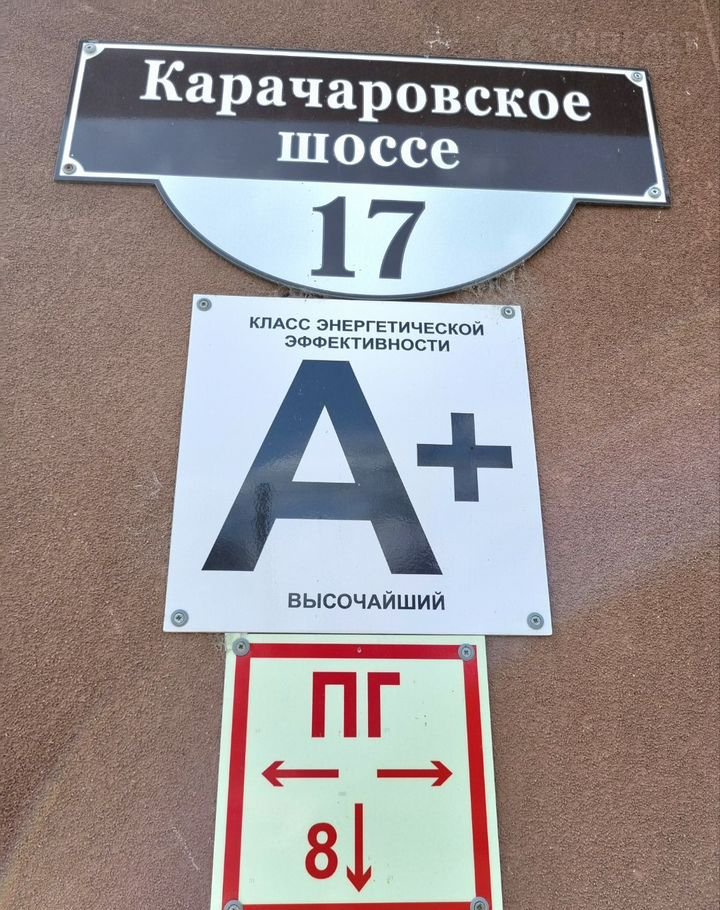 Карачаровское
шоссе
17
КЛАСС ЭНЕРГЕТИЧЕСКОЙ
ЭФФЕКТИВНОСТИ
А+
ВЫСОЧАЙШИЙ
ПГ
8